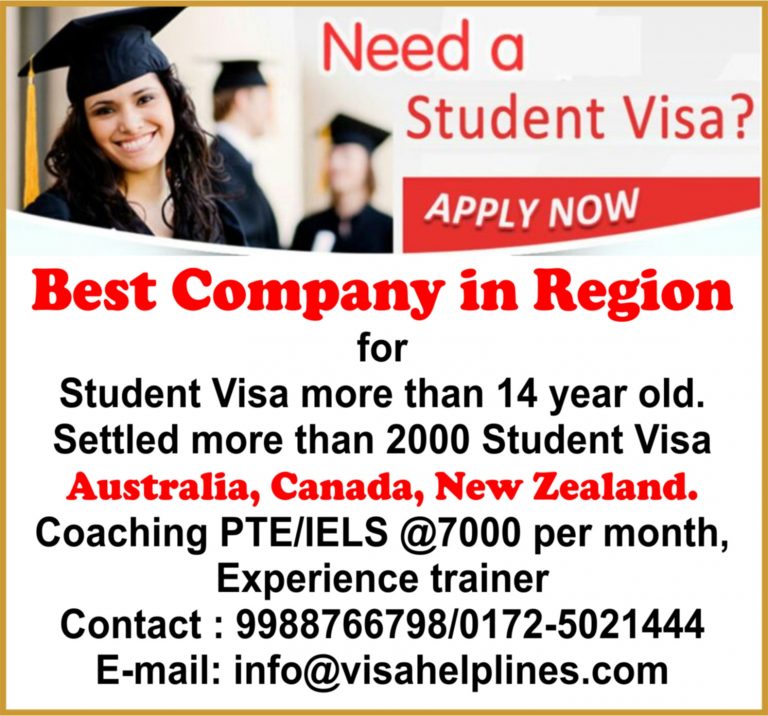 Need a
Student Visa?
APPLY NOW
Best Company in Region
for
Student Visa more than 14 year old.
Settled more than 2000 Student Visa
Australia, Canada, New Zealand.
Coaching PTE/IELS @7000 per month,
Experience trainer
Contact : 9988766798/0172-5021444
E-mail: info@visahelplines.com